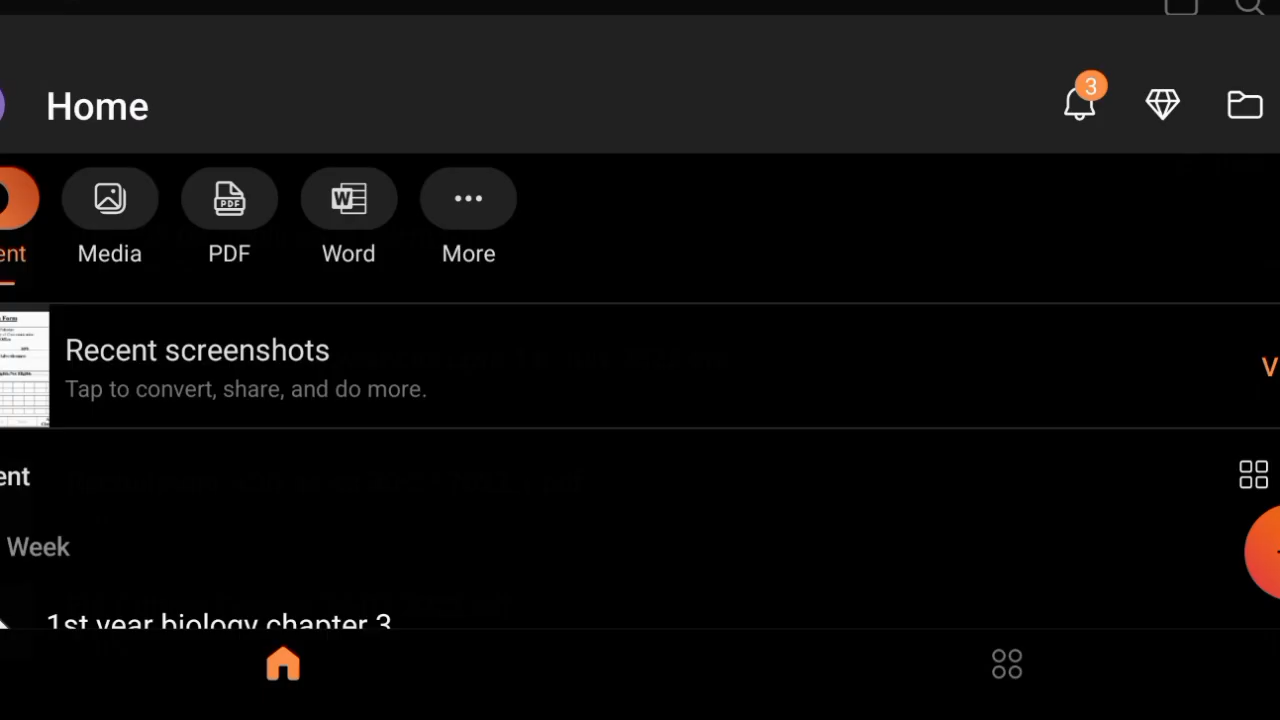 Home
3
ent
Media
PDF
Word
More
Recent screenshots
Tap to convert, share, and do more.
V
ent
Week
1st year biology chapter 3